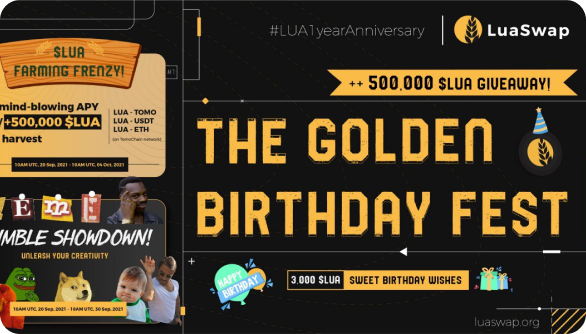 #LUA1yearAnniversary
LuaSwap
$LUA
FARMING FRENZY!
mind-blowing APY
+500,000 $LUA
harvest
LUA - TOMO
LUA - USDT
LUA - ETH
(on TomoChain network)
10AM UTC, 20 Sep, 2021 - 10AM UTC, 04 Oct, 2021
#1
++ 500,000 $LUA GIVEAWAY!
THE GOLDEN
BIRTHDAY FEST
EmE
MBLE SHOWDOWN!
UNLEASH YOUR CREATIVITY
10AM UTC, 20 Sep, 2021 - 10AM UTC, 30 Sep, 2021
HAPPY
BIRTHDAY
3,000 $LUA SWEET BIRTHDAY WISHES
luaswap.org